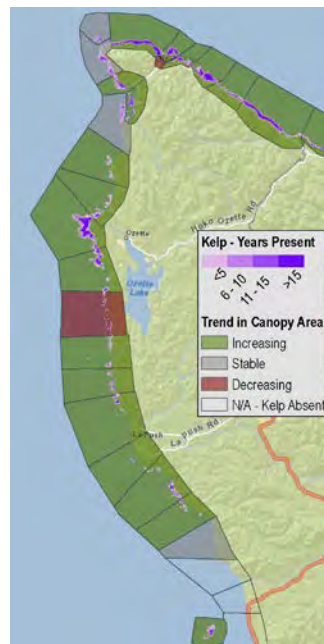 Hoko Ozette Rd
Ozette
Ozette
Lake
Kelp - Years Present
<5
6 - 10
11 - 15
>15
Trend in Canopy Area
Increasing
Stable
Decreasing
N/A - Kelp Absent
La Push
La Push Rd